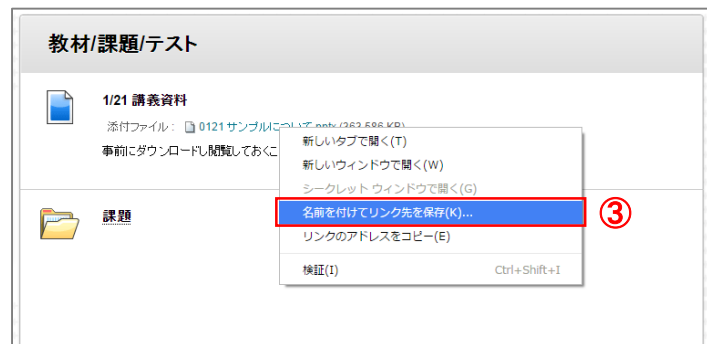 教材/課題/テスト
1/21 講義資料
添付ファイル： 0121 サンプルについて.pptx (363.586 KB)
事前にダウンロードし閲覧しておくこ
新しいタブで開く(T)
新しいウィンドウで開く(W)
シークレット ウィンドウで開く(G)
名前を付けてリンク先を保存(K)...
③
リンクのアドレスをコピー(E)
検証(I) Ctrl+Shift+I
課題